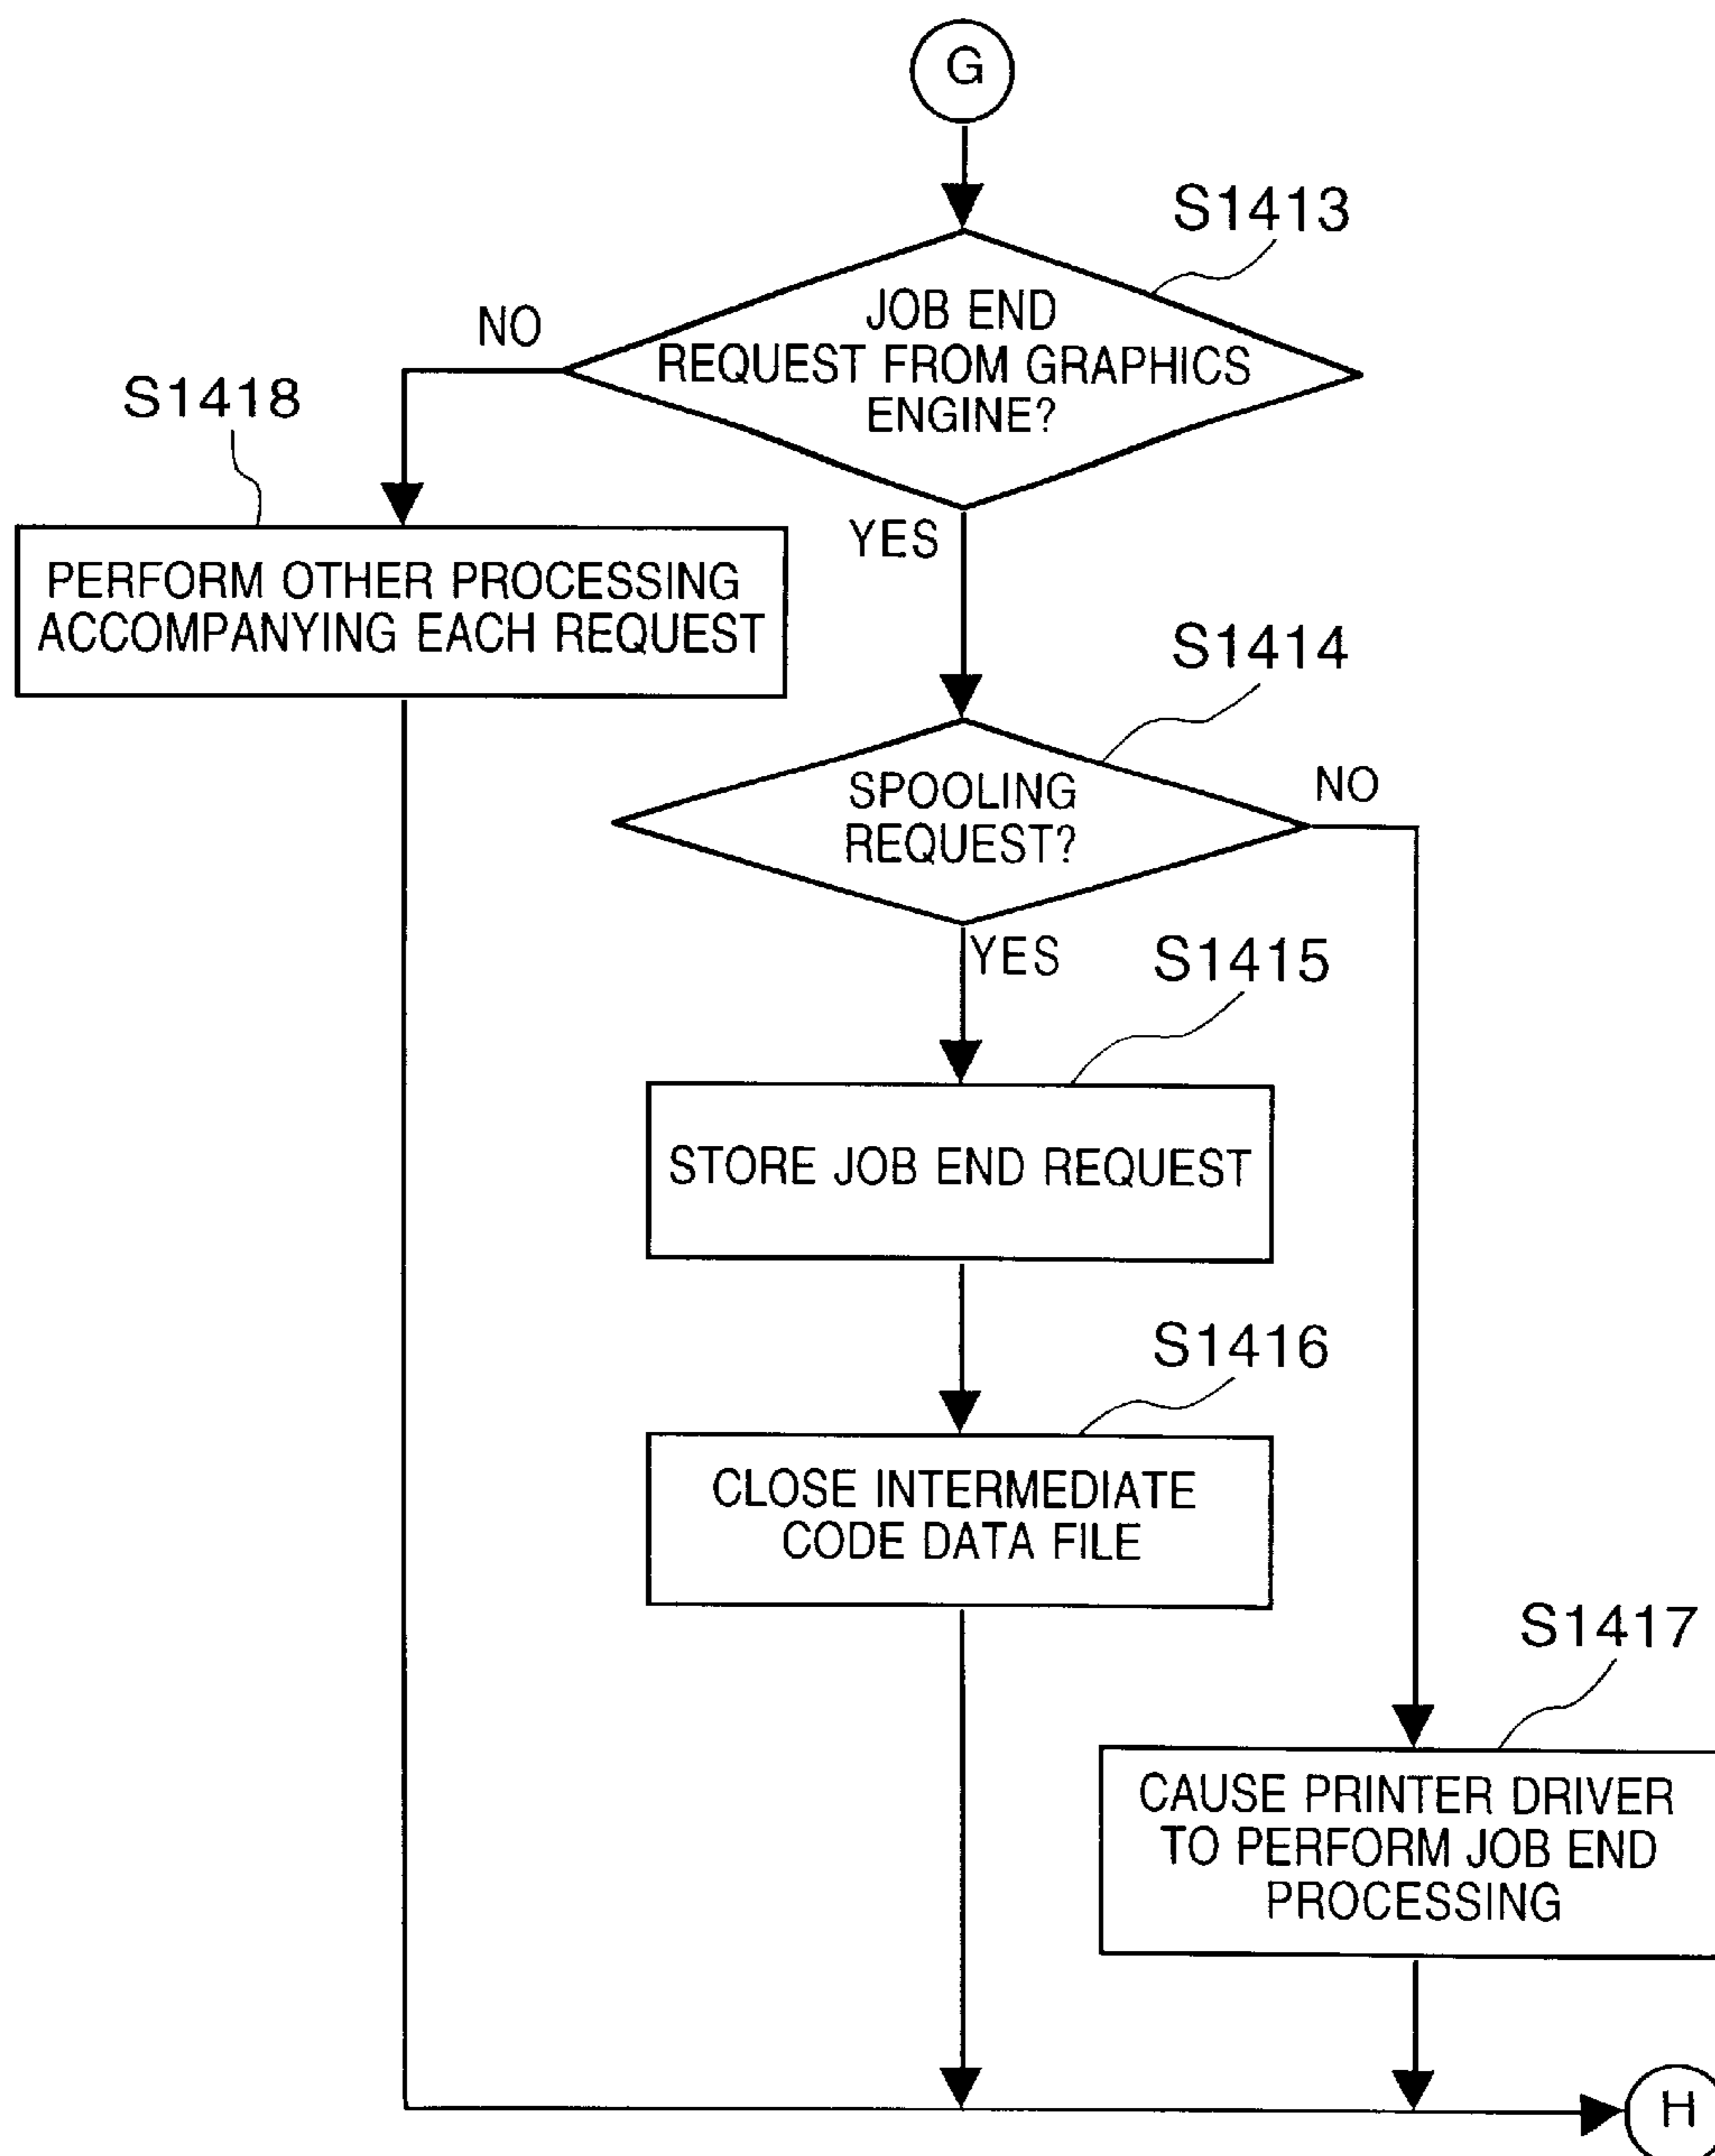 G
S1413
JOB END
REQUEST FROM GRAPHICS
ENGINE?
NO
S1418
YES
PERFORM OTHER PROCESSING
ACCOMPANYING EACH REQUEST
S1414
SPOOLING
REQUEST?
NO
YES
S1415
STORE JOB END REQUEST
S1416
CLOSE INTERMEDIATE
CODE DATA FILE
S1417
CAUSE PRINTER DRIVER
TO PERFORM JOB END
PROCESSING
H